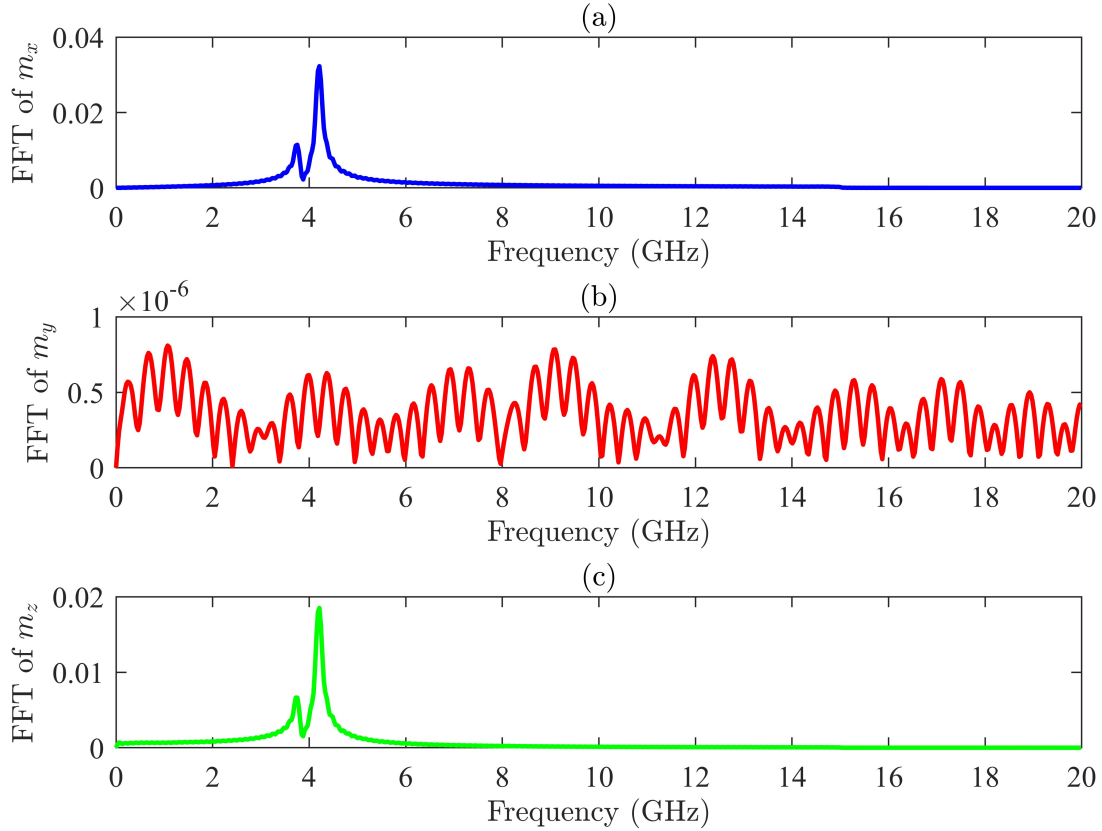 (a)
FFT of m_x
0.04
0.02
0
0 2 4 6 8 10 12 14 16 18 20
Frequency (GHz)
(b)
×10^-6
FFT of m_y
1
0.5
0
0 2 4 6 8 10 12 14 16 18 20
Frequency (GHz)
(c)
FFT of m_z
0.02
0.01
0
0 2 4 6 8 10 12 14 16 18 20
Frequency (GHz)